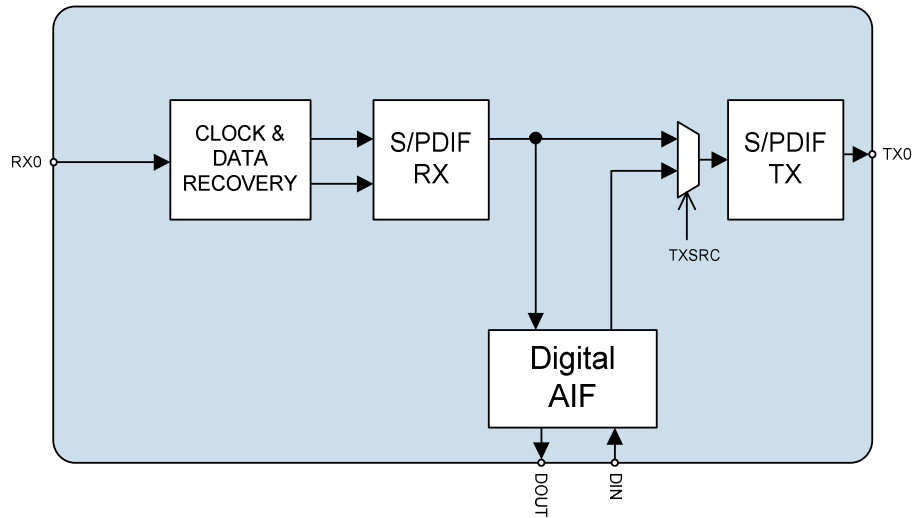 RX0
CLOCK &
DATA
RECOVERY
S/PDIF
RX
S/PDIF
TX
TX0
TXSRC
Digital
AIF
DOUT
DIN